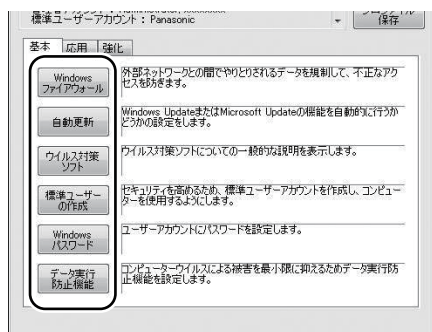 標準ユーザーアカウント : Panasonic
保存
基本 応用 強化
Windows
ファイアウォール
外部ネットワークとの間でやりとりされるデータを規制して、不正なアク
セスを防ぎます。
自動更新
Windows UpdateまたはMicrosoft Updateの機能を自動的に行うか
どうかの設定をします。
ウイルス対策
ソフト
ウイルス対策ソフトについての一般的な説明を表示します。
標準ユーザー
の作成
セキュリティを高めるため、標準ユーザーアカウントを作成し、コンピュー
ターを使用するようにします。
Windows
パスワード
ユーザーアカウントにパスワードを設定します。
データ実行
防止機能
コンピューターウイルスによる被害を最小限に抑えるためデータ実行防
止機能を設定します。